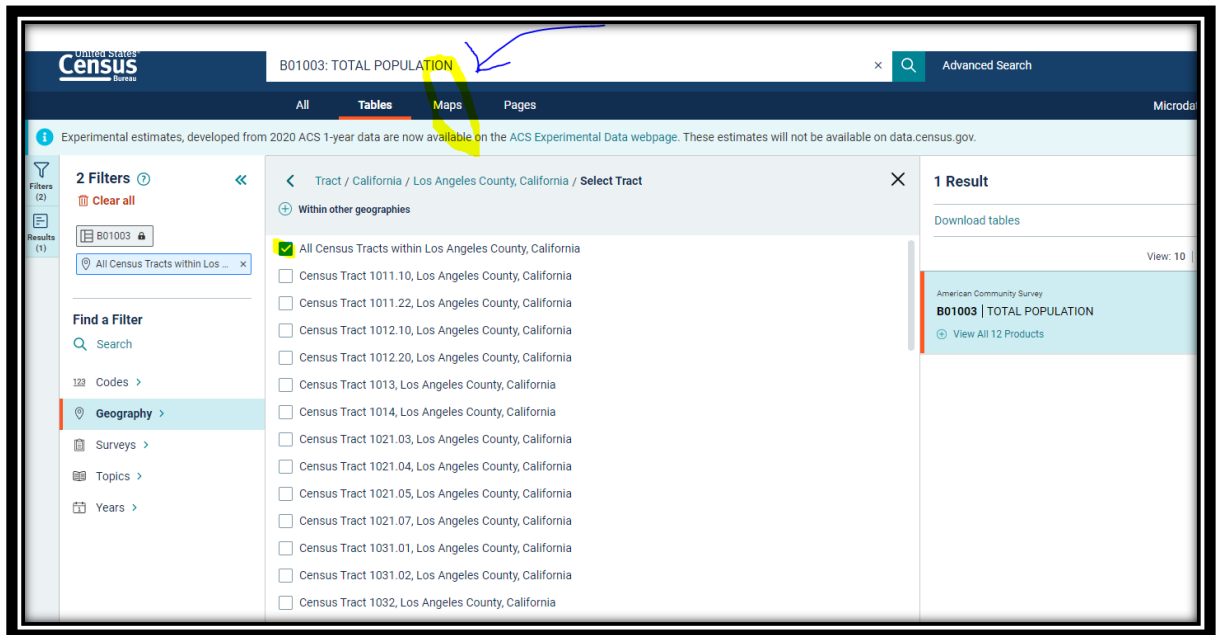 United States®
Census
Bureau
B01003: TOTAL POPULATION
×
Advanced Search
All
Tables
Maps
Pages
Microdat
Experimental estimates, developed from 2020 ACS 1-year data are now available on the ACS Experimental Data webpage. These estimates will not be available on data.census.gov.
Filters
(2)
Results
(1)
2 Filters
Clear all
B01003
All Census Tracts within Los ... ×
Find a Filter
Search
123 Codes >
Geography >
Surveys >
Topics >
Years >
Tract / California / Los Angeles County, California / Select Tract
Within other geographies
All Census Tracts within Los Angeles County, California
Census Tract 1011.10, Los Angeles County, California
Census Tract 1011.22, Los Angeles County, California
Census Tract 1012.10, Los Angeles County, California
Census Tract 1012.20, Los Angeles County, California
Census Tract 1013, Los Angeles County, California
Census Tract 1014, Los Angeles County, California
Census Tract 1021.03, Los Angeles County, California
Census Tract 1021.04, Los Angeles County, California
Census Tract 1021.05, Los Angeles County, California
Census Tract 1021.07, Los Angeles County, California
Census Tract 1031.01, Los Angeles County, California
Census Tract 1031.02, Los Angeles County, California
Census Tract 1032, Los Angeles County, California
1 Result
Download tables
View: 10 |
American Community Survey
B01003 | TOTAL POPULATION
View All 12 Products